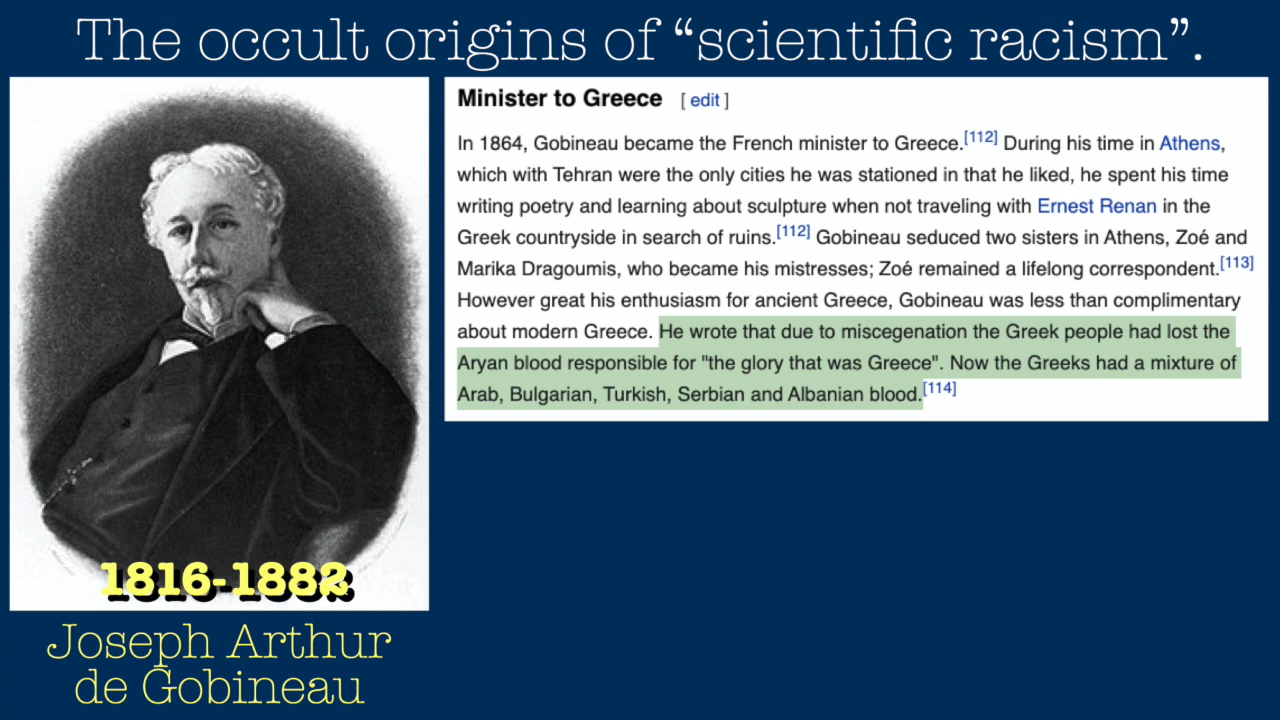 The occult origins of “scientific racism”.
Minister to Greece [ edit ]
In 1864, Gobineau became the French minister to Greece.[112] During his time in Athens,
which with Tehran were the only cities he was stationed in that he liked, he spent his time
writing poetry and learning about sculpture when not traveling with Ernest Renan in the
Greek countryside in search of ruins.[112] Gobineau seduced two sisters in Athens, Zoé and
Marika Dragoumis, who became his mistresses; Zoé remained a lifelong correspondent.[113]
However great his enthusiasm for ancient Greece, Gobineau was less than complimentary
about modern Greece. He wrote that due to miscegenation the Greek people had lost the
Aryan blood responsible for "the glory that was Greece". Now the Greeks had a mixture of
Arab, Bulgarian, Turkish, Serbian and Albanian blood.[114]
1816-1882
Joseph Arthur
de Gobineau